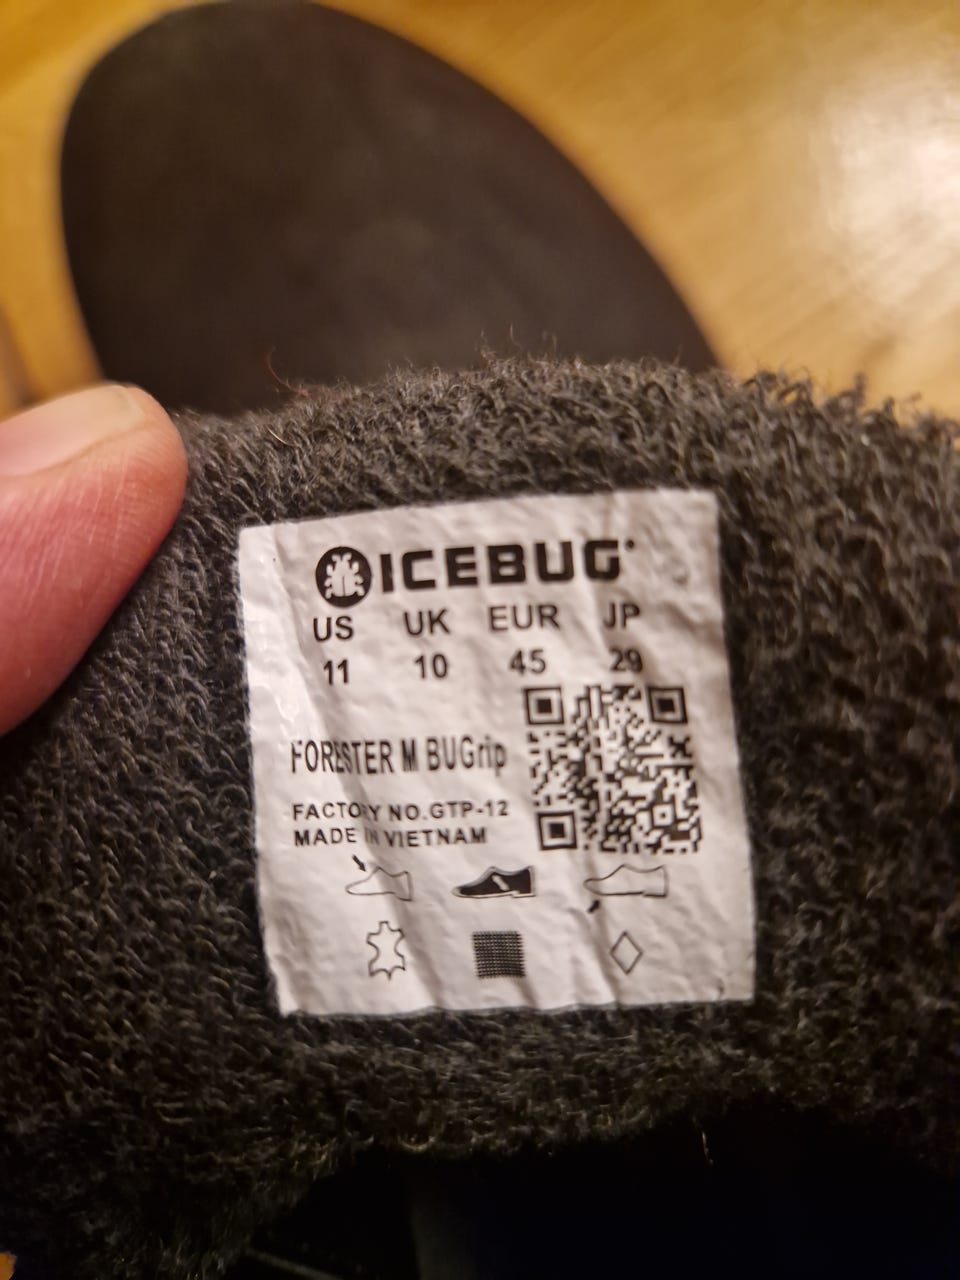 ICEBUG
US UK EUR JP
11 10 45 29
FORESTER M BUGrip
FACTORY NO.GTP-12
MADE IN VIETNAM